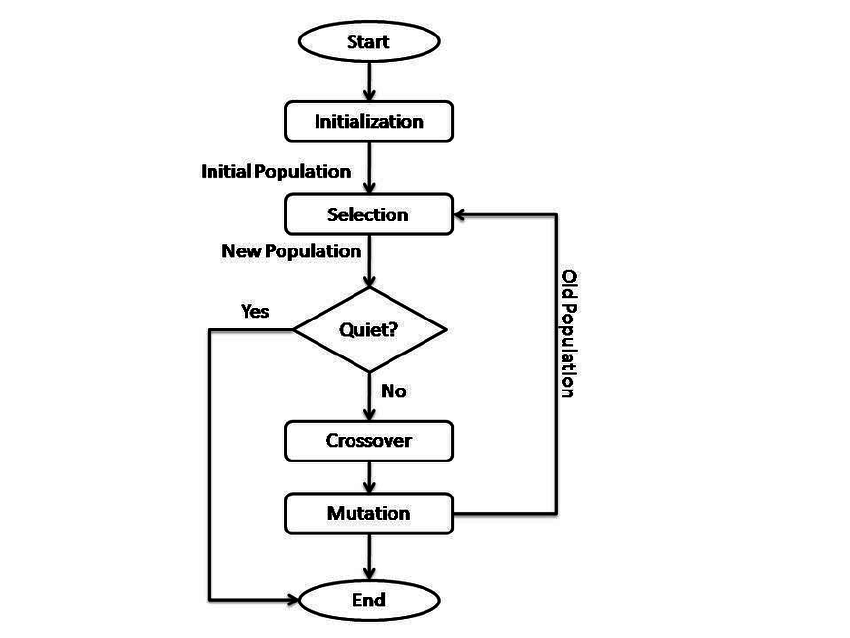 Start
Initialization
Initial Population
Selection
New Population
Yes
Quiet?
Old Population
No
Crossover
Mutation
End